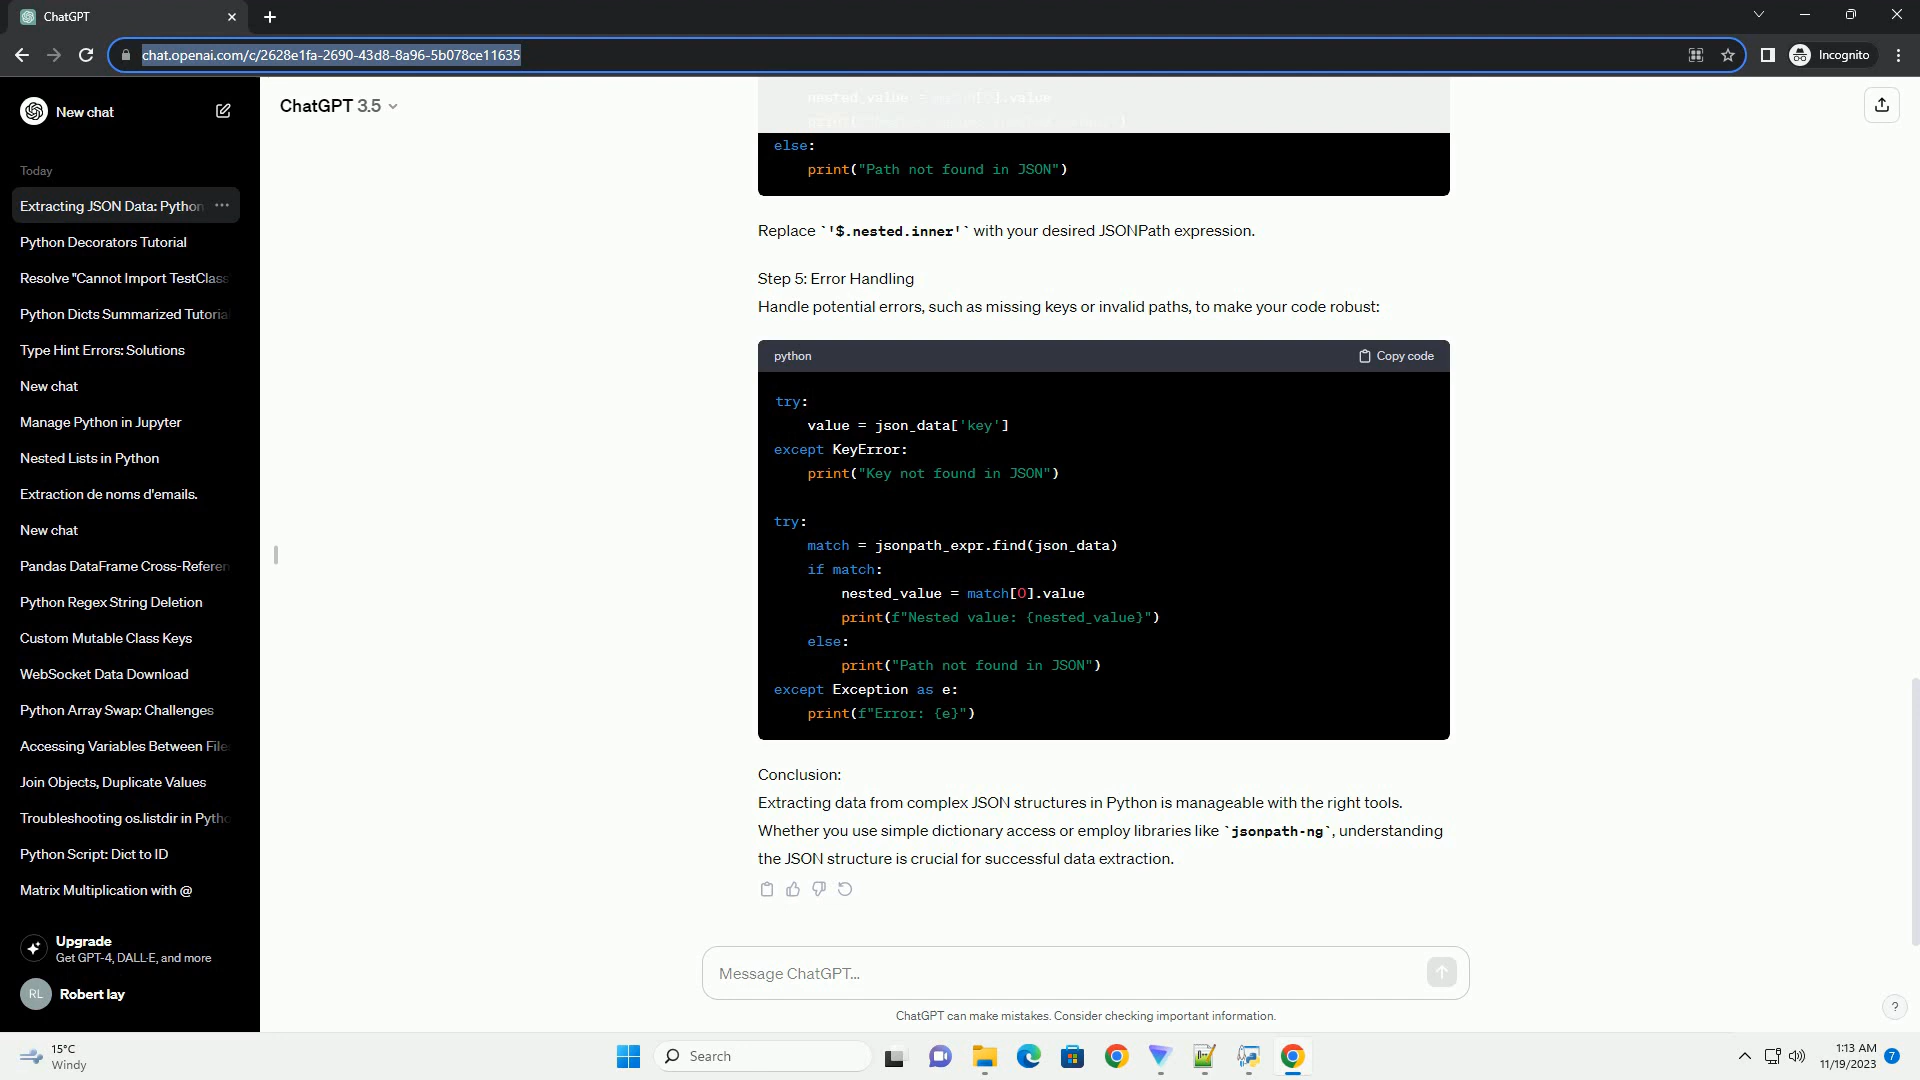 ChatGPT
chat.openai.com/c/2628e1fa-2690-43d8-8a96-5b078ce11635
Incognito
New chat
Today
Extracting JSON Data: Python
Python Decorators Tutorial
Resolve "Cannot Import TestClass
Python Dicts Summarized Tutorial
Type Hint Errors: Solutions
New chat
Manage Python in Jupyter
Nested Lists in Python
Extraction de noms d'emails.
New chat
Pandas DataFrame Cross-Referen
Python Regex String Deletion
Custom Mutable Class Keys
WebSocket Data Download
Python Array Swap: Challenges
Accessing Variables Between File
Join Objects, Duplicate Values
Troubleshooting os.listdir in Pytho
Python Script: Dict to ID
Matrix Multiplication with @
Upgrade
Get GPT-4, DALL·E, and more
RL
Robert lay
ChatGPT 3.5
nested_value = match[0].value
else:
print("Path not found in JSON")
Replace `'$.nested.inner'` with your desired JSONPath expression.
Step 5: Error Handling
Handle potential errors, such as missing keys or invalid paths, to make your code robust:
python
Copy code
try:
value = json_data['key']
except KeyError:
print("Key not found in JSON")
try:
match = jsonpath_expr.find(json_data)
if match:
nested_value = match[0].value
print(f"Nested value: {nested_value}")
else:
print("Path not found in JSON")
except Exception as e:
print(f"Error: {e}")
Conclusion:
Extracting data from complex JSON structures in Python is manageable with the right tools.
Whether you use simple dictionary access or employ libraries like `jsonpath-ng`, understanding
the JSON structure is crucial for successful data extraction.
Message ChatGPT...
ChatGPT can make mistakes. Consider checking important information.
?
15°C
Windy
Search
1:13 AM
11/19/2023
7